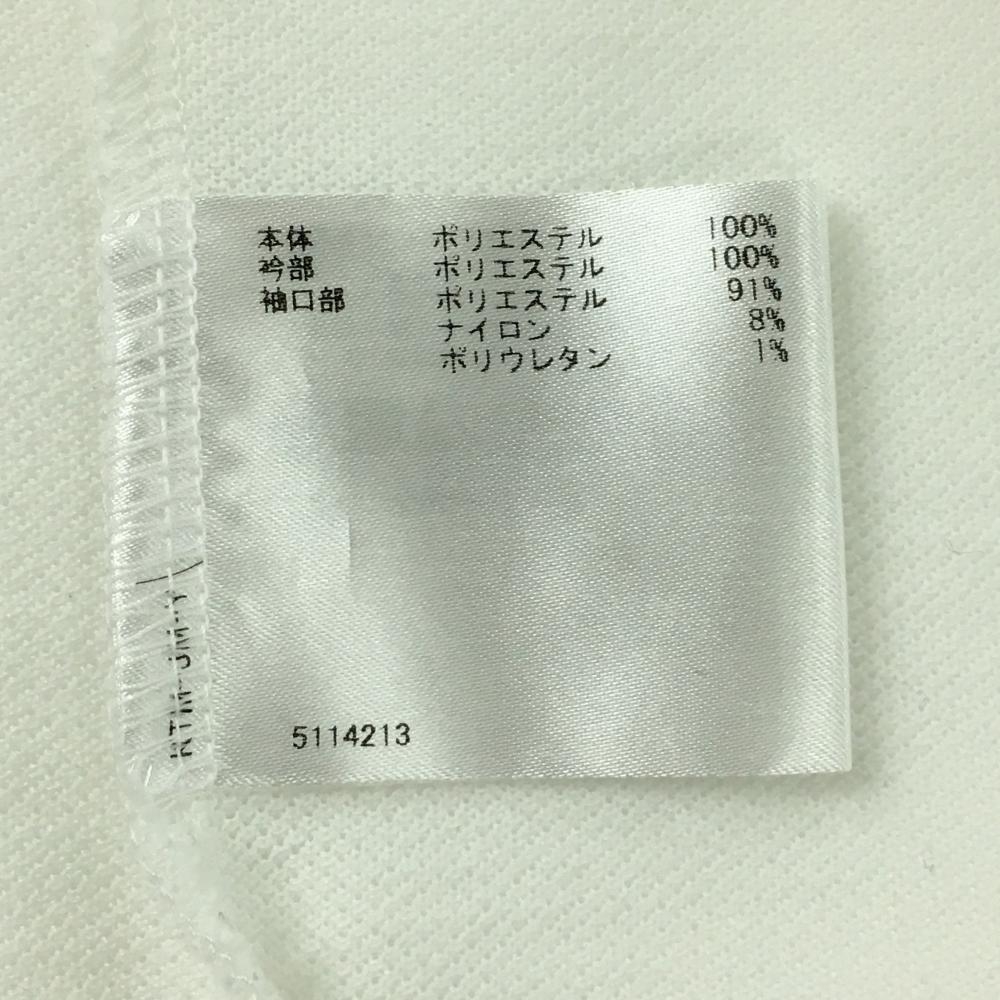 本体 ポリエステル 100%
衿部 ポリエステル 100%
袖口部 ポリエステル 91%
ナイロン 8%
ポリウレタン 1%
5114213